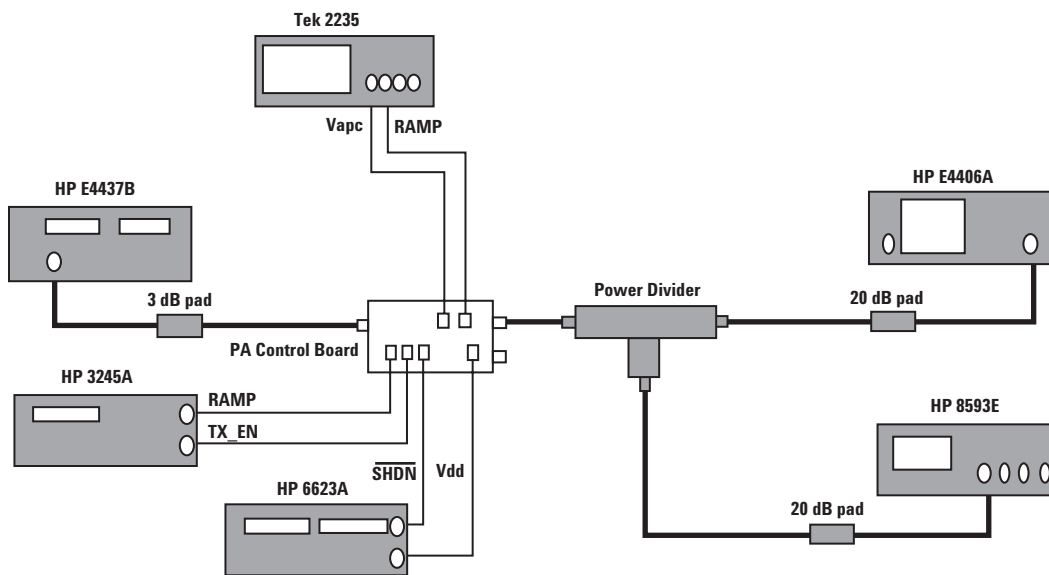 Tek 2235
Vapc
RAMP
HP E4437B
HP E4406A
3 dB pad
Power Divider
20 dB pad
PA Control Board
HP 3245A
RAMP
TX_EN
HP 8593E
SHDN
Vdd
HP 6623A
20 dB pad